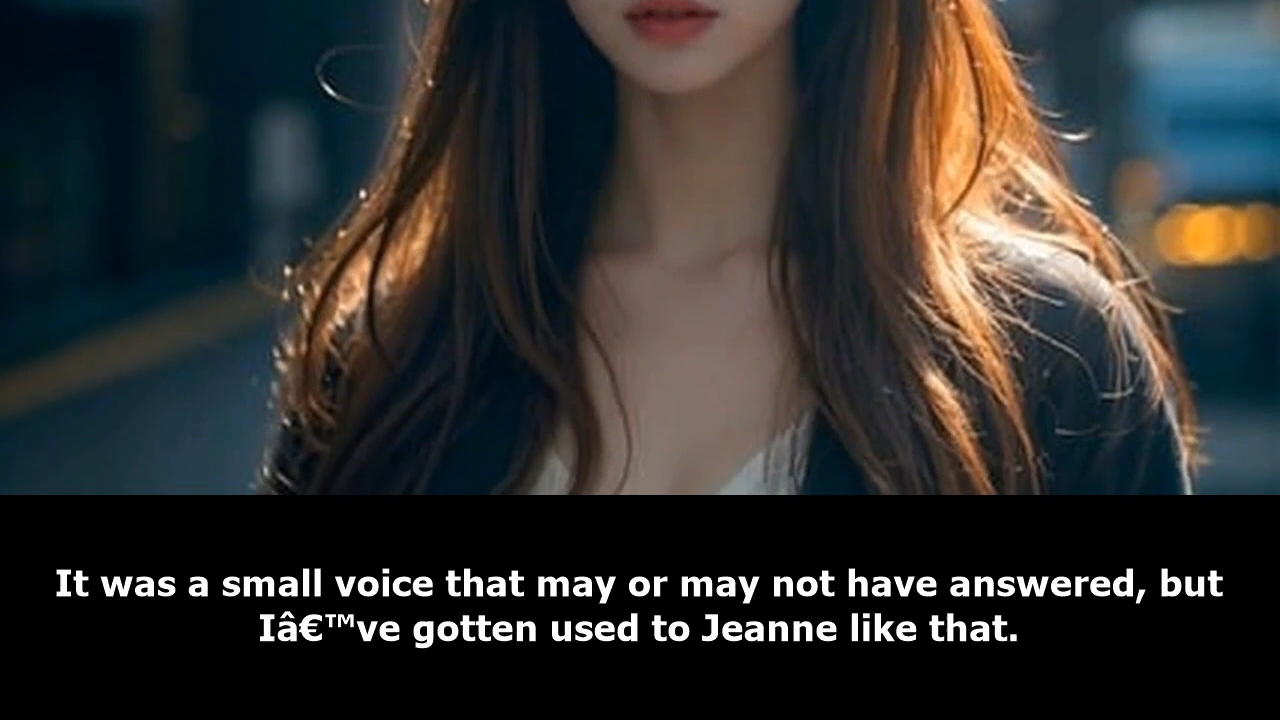 It was a small voice that may or may not have answered, but
Iâ€™ve gotten used to Jeanne like that.